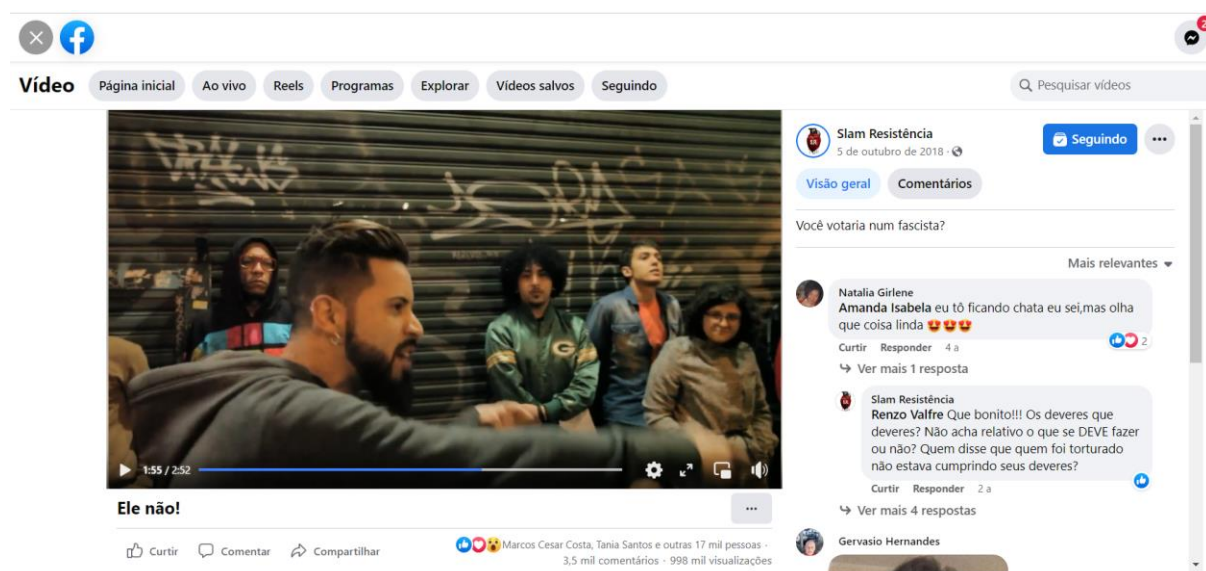 2
Vídeo
Página inicial
Ao vivo
Reels
Programas
Explorar
Vídeos salvos
Seguindo
Pesquisar vídeos
1:55 / 2:52
Ele não!
Curtir
Comentar
Compartilhar
Marcos Cesar Costa, Tania Santos e outras 17 mil pessoas ·
3,5 mil comentários · 998 mil visualizações
Slam Resistência
5 de outubro de 2018 ·
Seguindo
Visão geral
Comentários
Você votaria num fascista?
Mais relevantes
Natalia Girlene
Amanda Isabela eu tô ficando chata eu sei,mas olha
que coisa linda 😍😍😍
Curtir Responder 4 a
2
Ver mais 1 resposta
Slam Resistência
Renzo Valfre Que bonito!!! Os deveres que
deveres? Não acha relativo o que se DEVE fazer
ou não? Quem disse que quem foi torturado
não estava cumprindo seus deveres?
Curtir Responder 2 a
Ver mais 4 respostas
Gervasio Hernandes